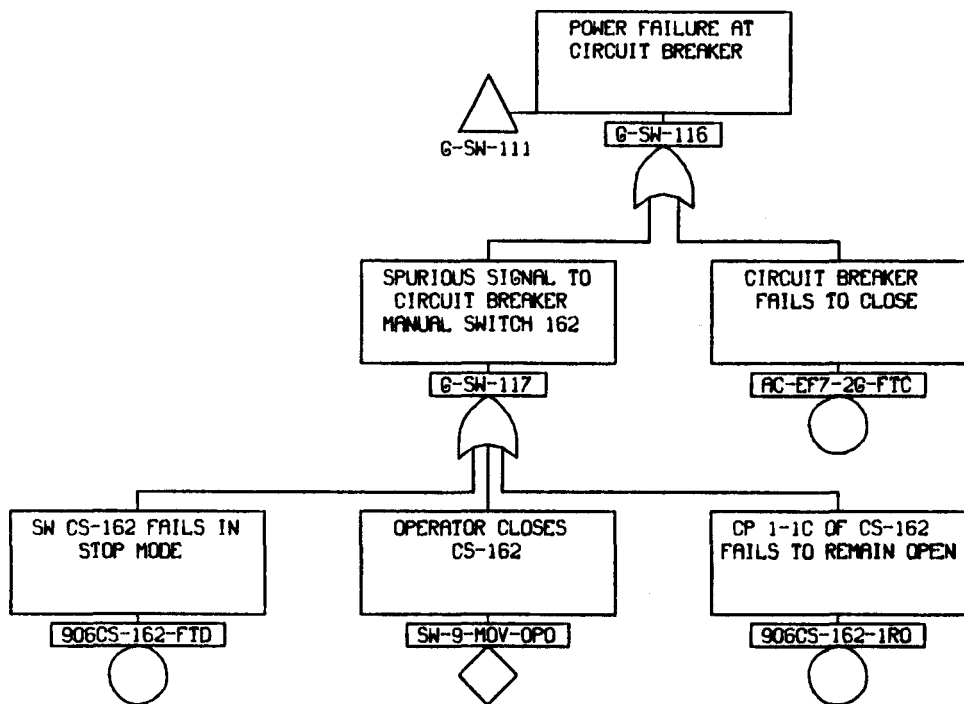 POWER FAILURE AT
CIRCUIT BREAKER
G-SW-111
G-SW-116
SPURIOUS SIGNAL TO
CIRCUIT BREAKER
MANUAL SWITCH 162
G-SW-117
CIRCUIT BREAKER
FAILS TO CLOSE
AC-EF7-2G-FTC
SW CS-162 FAILS IN
STOP MODE
906CS-162-FTD
OPERATOR CLOSES
CS-162
SW-9-MOV-OPO
CP 1-1C OF CS-162
FAILS TO REMAIN OPEN
906CS-162-1RO